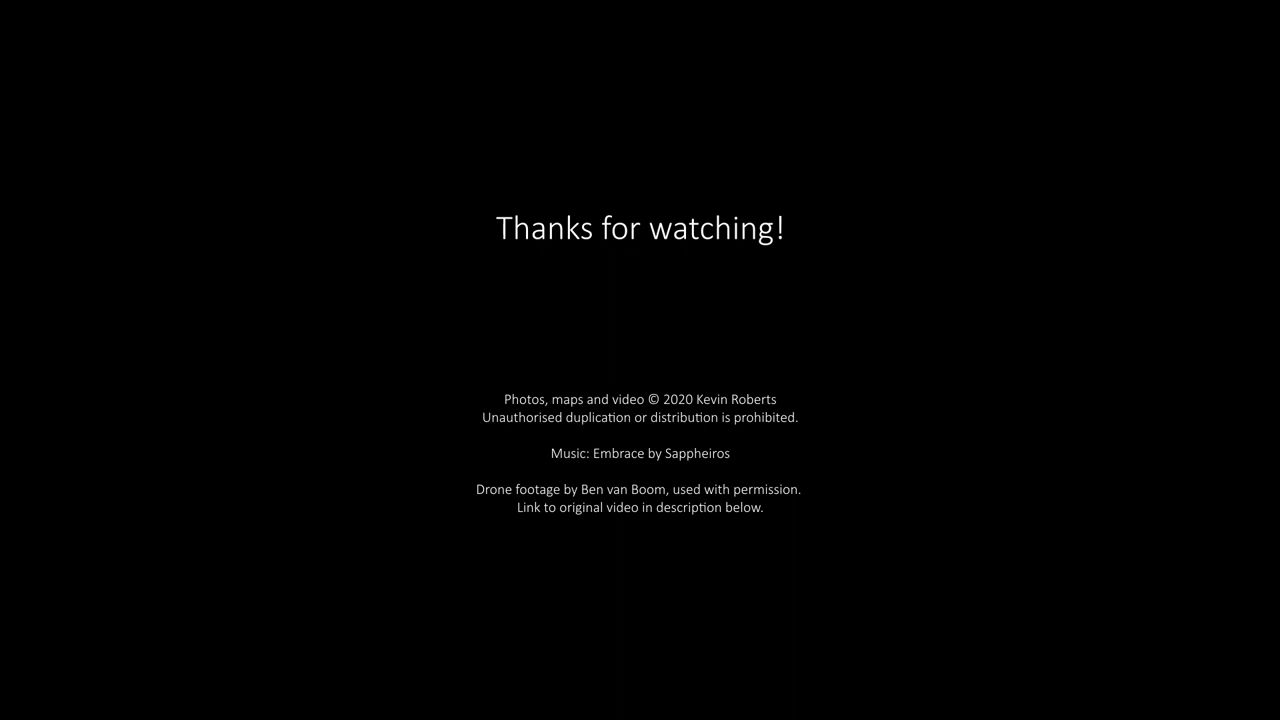 Thanks for watching!
Photos, maps and video © 2020 Kevin Roberts
Unauthorised duplication or distribution is prohibited.
Music: Embrace by Sappheiros
Drone footage by Ben van Boom, used with permission.
Link to original video in description below.